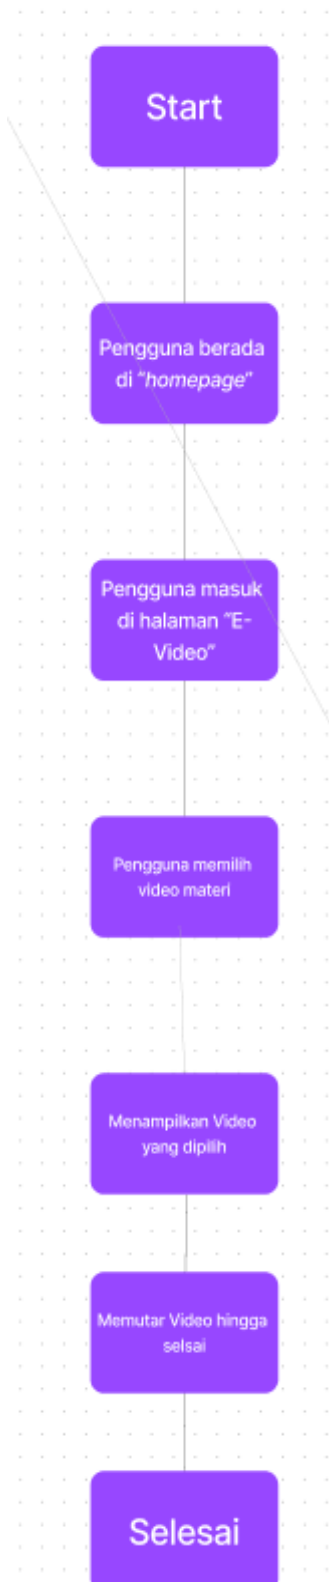 Start
Pengguna berada
di "homepage"
Pengguna masuk
di halaman "E-
Video"
Pengguna memilih
video materi
Menampilkan Video
yang dipilih
Memutar Video hingga
selsai
Selesai